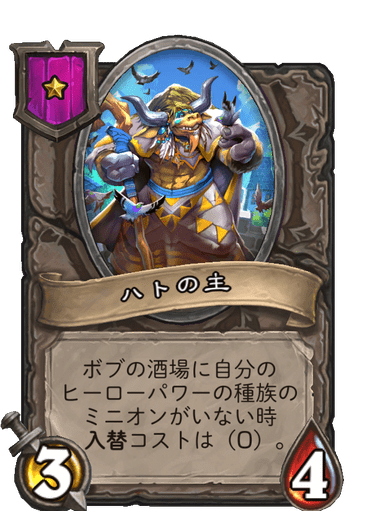 ハトの主
ボブの酒場に自分の
ヒーローパワーの種族の
ミニオンがいない時
入替コストは（0）。
3
4